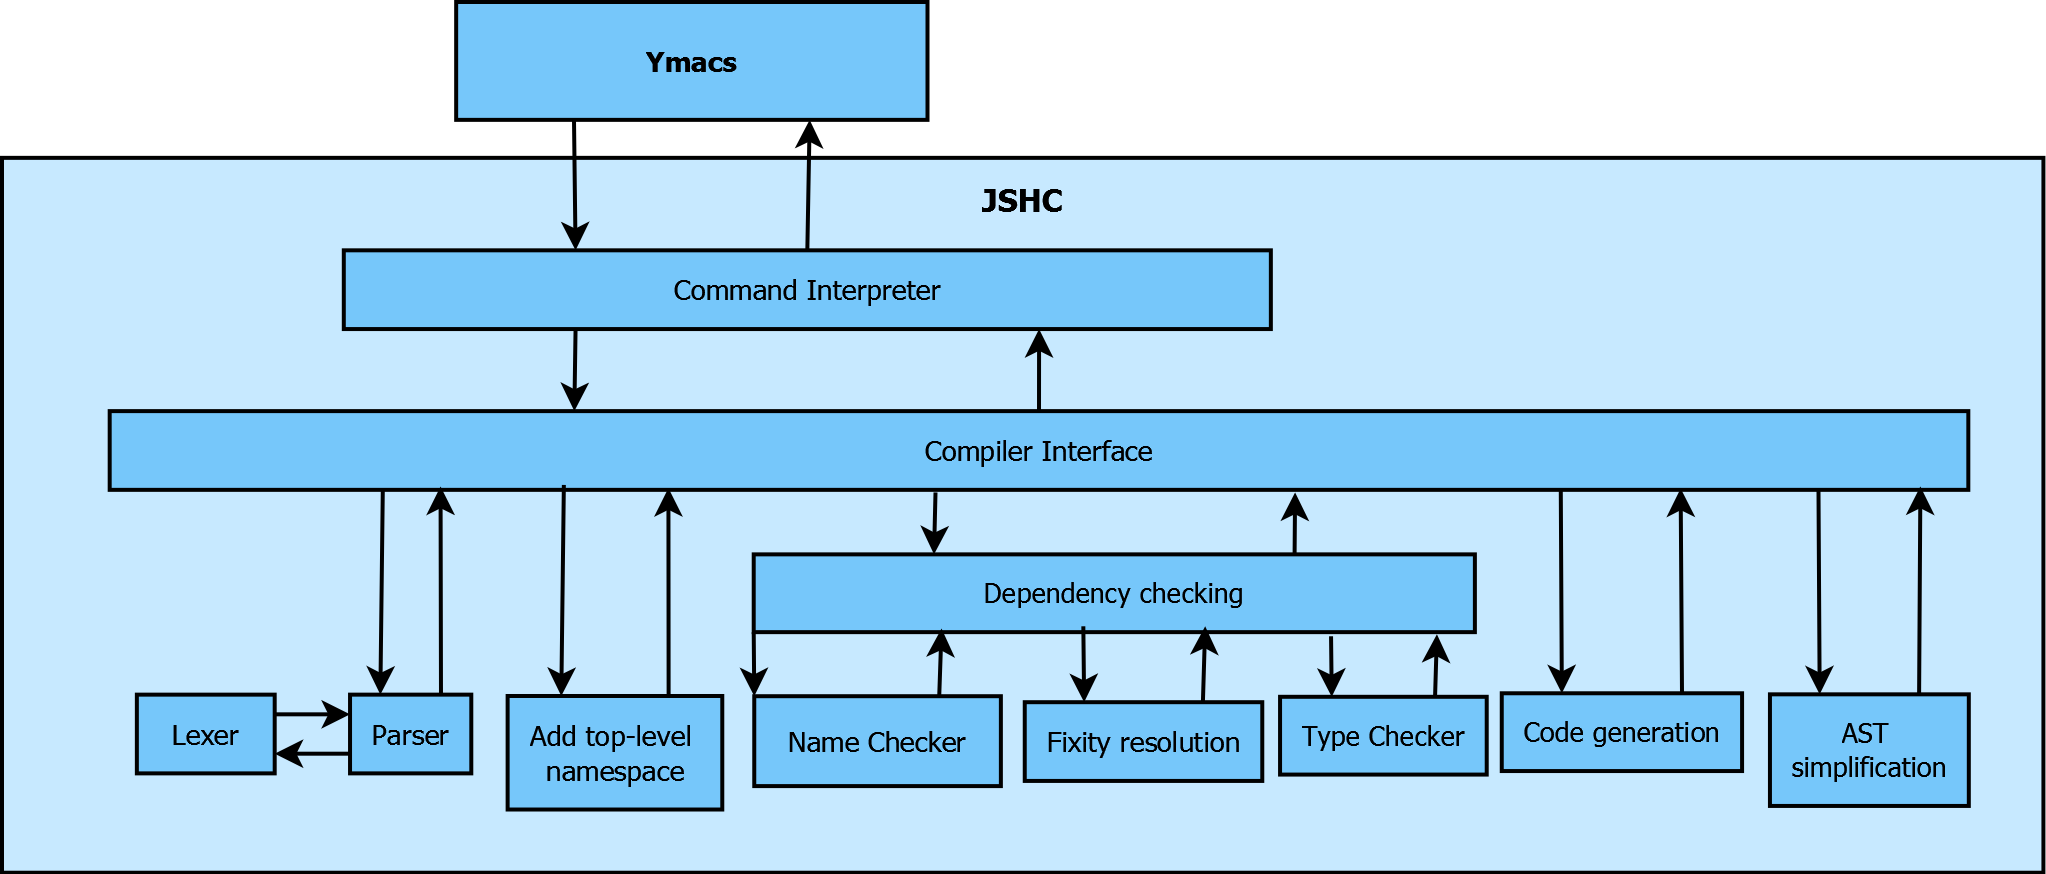 Ymacs
JSHC
Command Interpreter
Compiler Interface
Dependency checking
Lexer
Parser
Add top-level
namespace
Name Checker
Fixity resolution
Type Checker
Code generation
AST
simplification